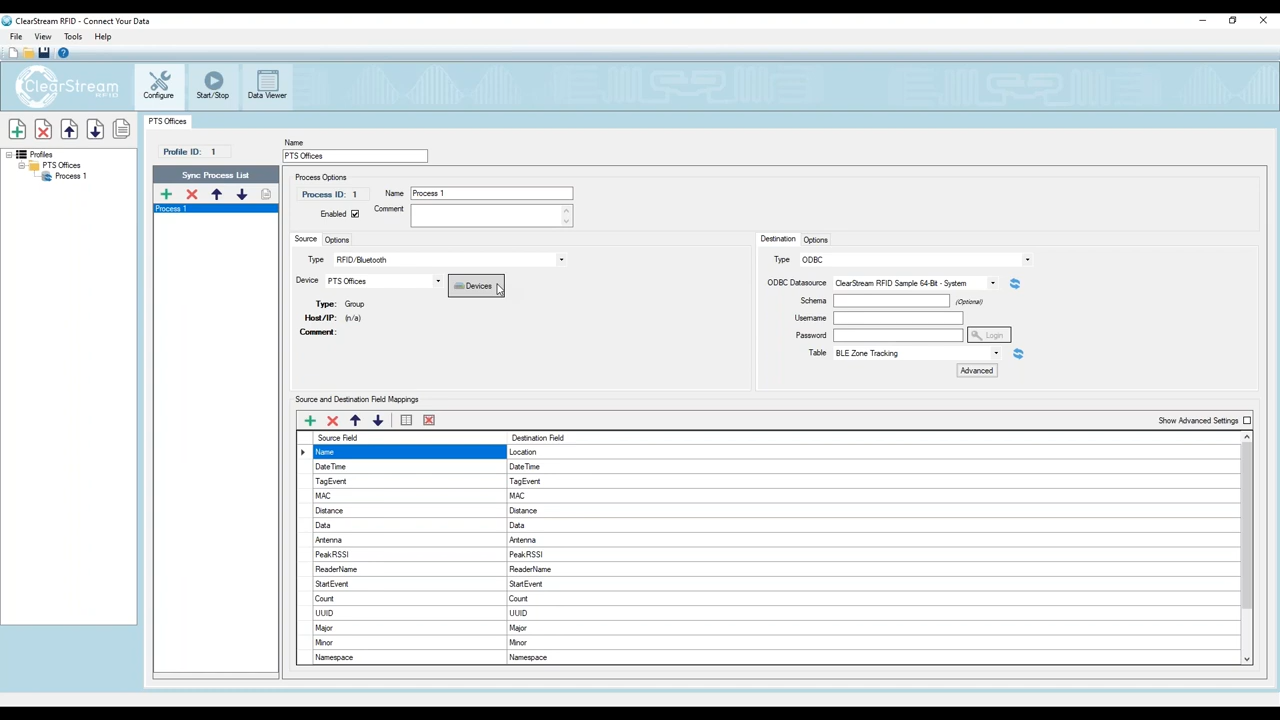 ClearStream RFID - Connect Your Data
File View Tools Help
ClearStream RFID
Configure Start/Stop Data Viewer
Profiles
PTS Offices
Process 1
PTS Offices
Profile ID: 1
Name
PTS Offices
Sync Process List
Process 1
Process Options
Process ID: 1 Name Process 1
Enabled Comment
Source Options
Type RFID/Bluetooth
Device PTS Offices Devices
Type: Group
Host/IP: (n/a)
Comment:
Destination Options
Type ODBC
ODBC Datasource ClearStream RFID Sample 64-Bit - System
Schema (Optional)
Username
Password Login
Table BLE Zone Tracking
Advanced
Source and Destination Field Mappings
Show Advanced Settings
Source Field Destination Field
Name Location
DateTime DateTime
TagEvent TagEvent
MAC MAC
Distance Distance
Data Data
Antenna Antenna
PeakRSSI PeakRSSI
ReaderName ReaderName
StartEvent StartEvent
Count Count
UUID UUID
Major Major
Minor Minor
Namespace Namespace